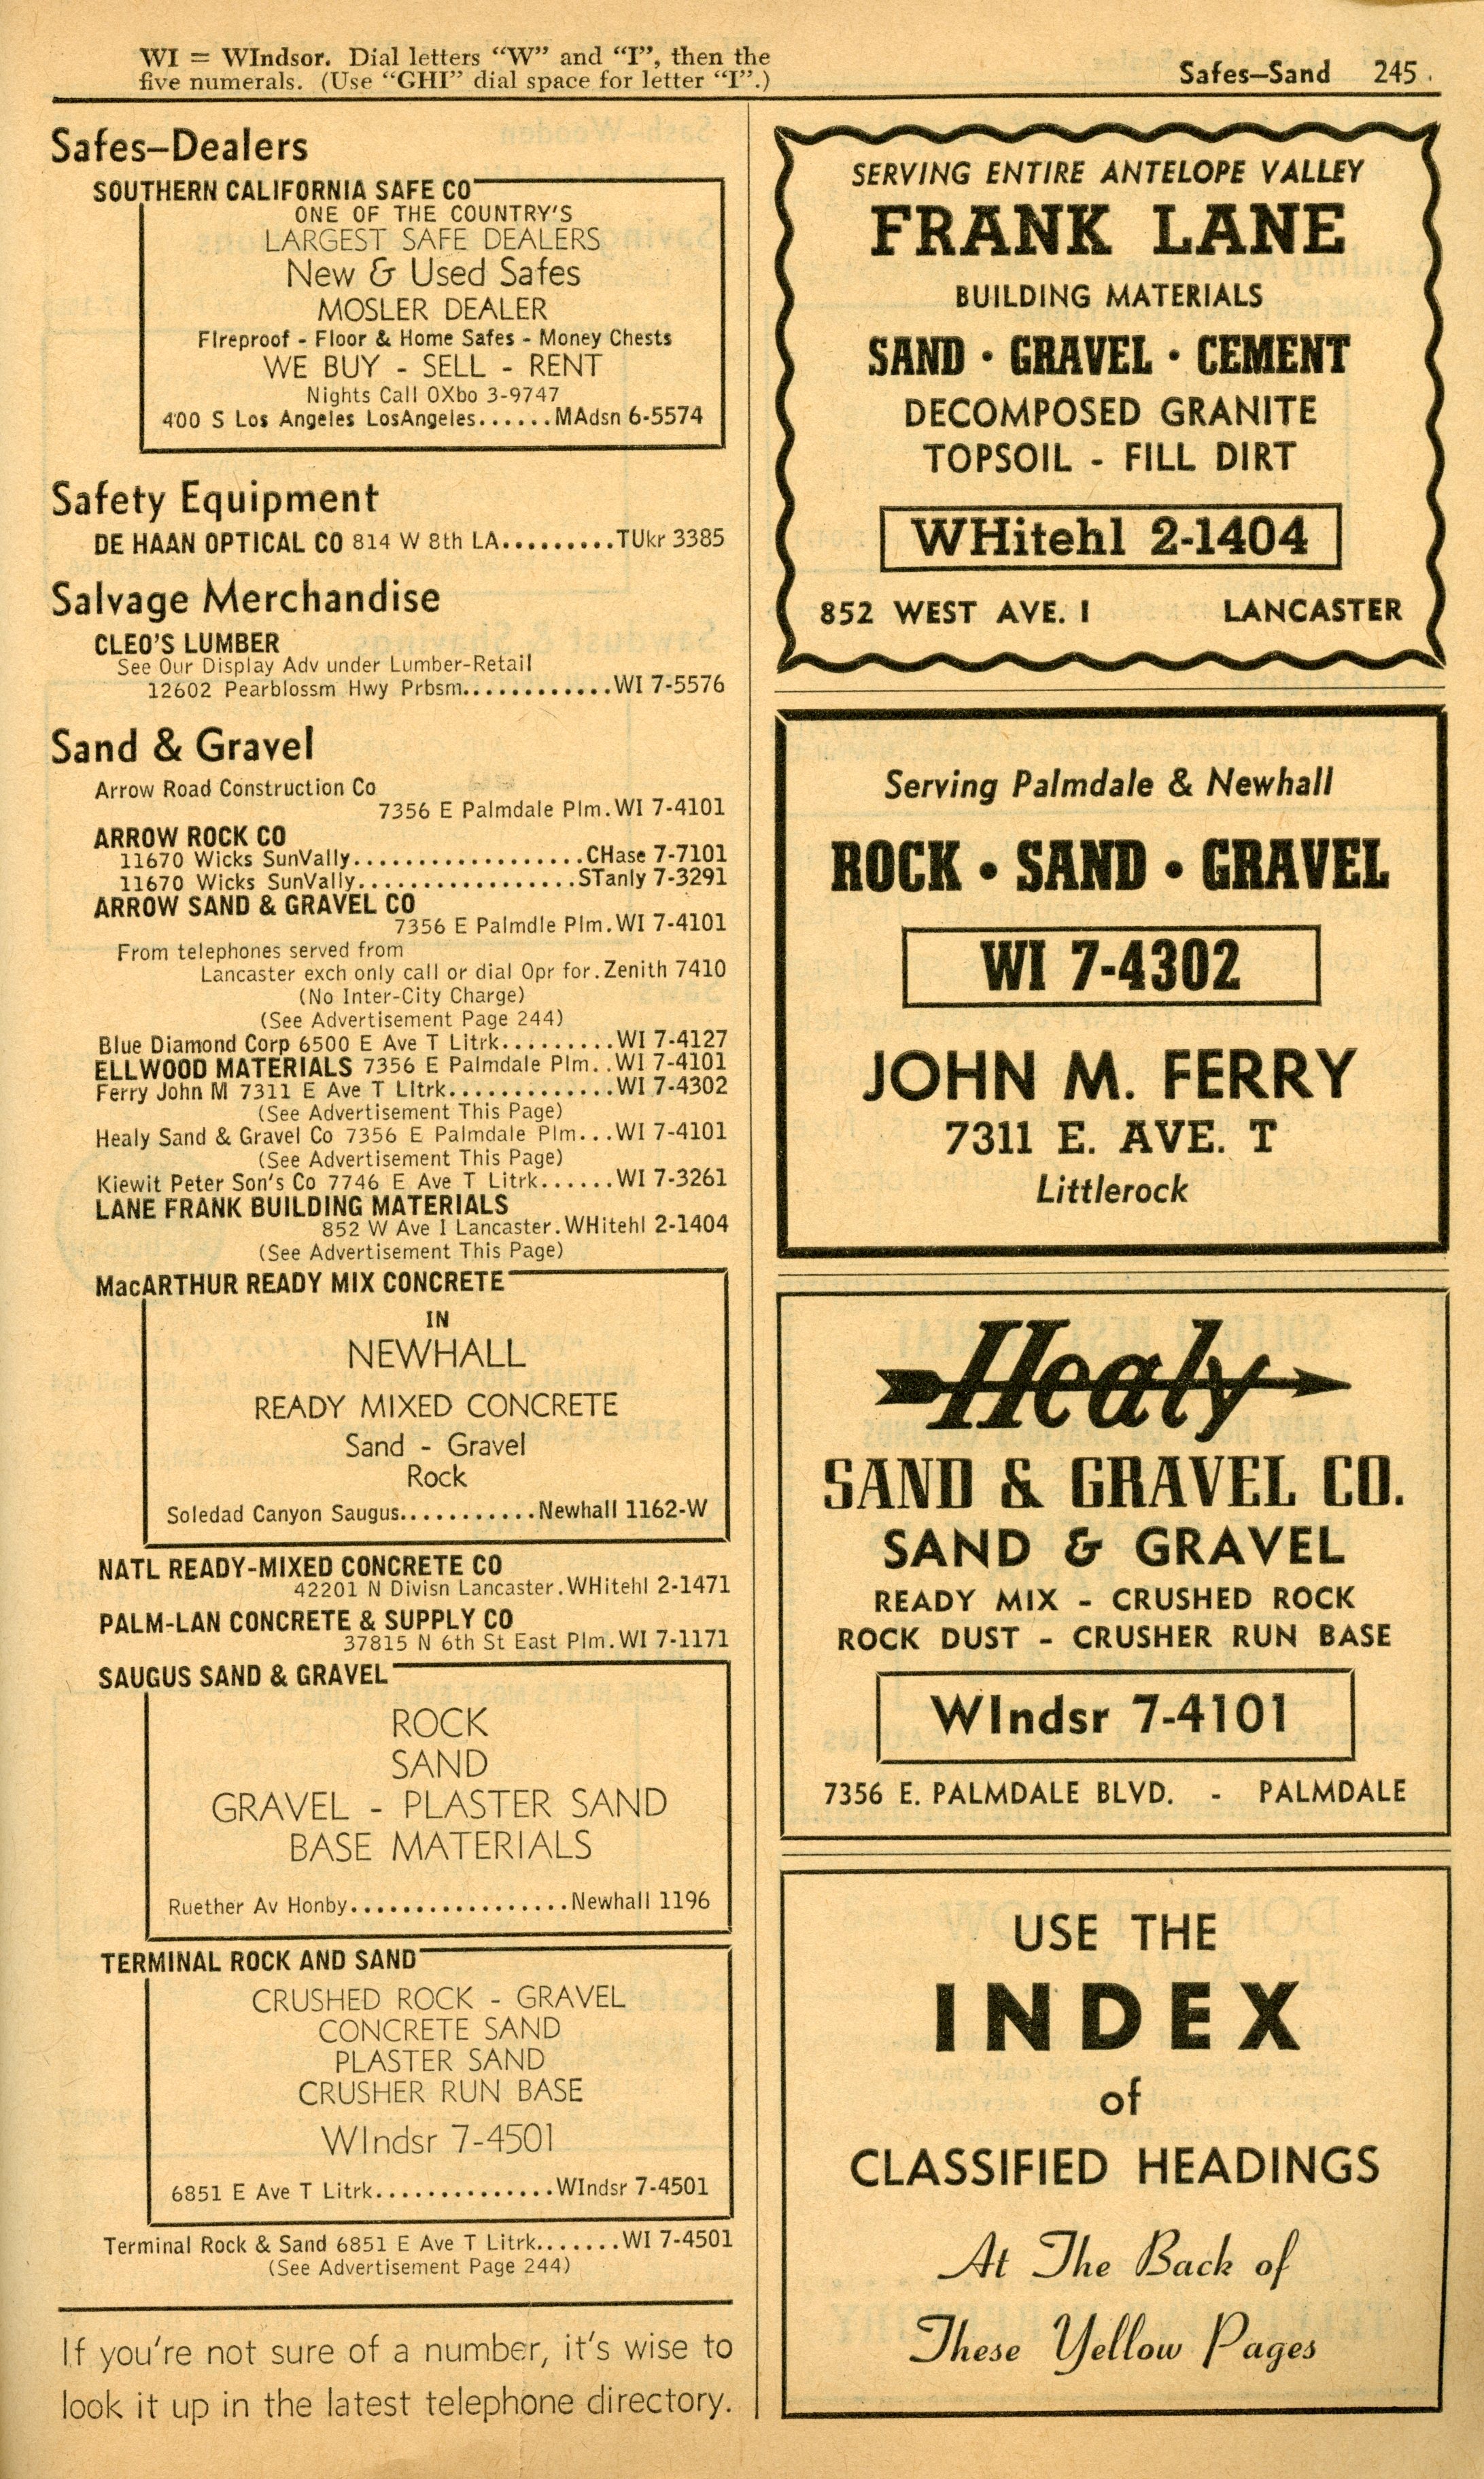 WI = WIndsor. Dial letters "W" and "I", then the
five numerals. (Use "GHI" dial space for letter "I".)
Safes–Sand 245
Safes–Dealers
SOUTHERN CALIFORNIA SAFE CO
ONE OF THE COUNTRY'S
LARGEST SAFE DEALERS
New & Used Safes
MOSLER DEALER
FIreproof - Floor & Home Safes - Money Chests
WE BUY - SELL - RENT
Nights Call OXbo 3-9747
400 S Los Angeles LosAngeles......MAdsn 6-5574
Safety Equipment
DE HAAN OPTICAL CO 814 W 8th LA.........TUkr 3385
Salvage Merchandise
CLEO'S LUMBER
See Our Display Adv under Lumber-Retail
12602 Pearblossm Hwy Prbsm............WI 7-5576
Sand & Gravel
Arrow Road Construction Co
7356 E Palmdale Plm.WI 7-4101
ARROW ROCK CO
11670 Wicks SunVally..................CHase 7-7101
11670 Wicks SunVally.................STanly 7-3291
ARROW SAND & GRAVEL CO
7356 E Palmdle Plm.WI 7-4101
From telephones served from
Lancaster exch only call or dial Opr for.Zenith 7410
(No Inter-City Charge)
(See Advertisement Page 244)
Blue Diamond Corp 6500 E Ave T Litrk.........WI 7-4127
ELLWOOD MATERIALS 7356 E Palmdale Plm..WI 7-4101
Ferry John M 7311 E Ave T LItrk.............WI 7-4302
(See Advertisement This Page)
Healy Sand & Gravel Co 7356 E Palmdale Plm...WI 7-4101
(See Advertisement This Page)
Kiewit Peter Son's Co 7746 E Ave T Litrk......WI 7-3261
LANE FRANK BUILDING MATERIALS
852 W Ave I Lancaster.WHitehl 2-1404
(See Advertisement This Page)
MacARTHUR READY MIX CONCRETE
IN
NEWHALL
READY MIXED CONCRETE
Sand - Gravel
Rock
Soledad Canyon Saugus...........Newhall 1162-W
NATL READY-MIXED CONCRETE CO
42201 N Divisn Lancaster.WHitehl 2-1471
PALM-LAN CONCRETE & SUPPLY CO
37815 N 6th St East Plm.WI 7-1171
SAUGUS SAND & GRAVEL
ROCK
SAND
GRAVEL - PLASTER SAND
BASE MATERIALS
Ruether Av Honby.................Newhall 1196
TERMINAL ROCK AND SAND
CRUSHED ROCK - GRAVEL
CONCRETE SAND
PLASTER SAND
CRUSHER RUN BASE
WIndsr 7-4501
6851 E Ave T Litrk..............WIndsr 7-4501
Terminal Rock & Sand 6851 E Ave T Litrk.......WI 7-4501
(See Advertisement Page 244)
If you're not sure of a number, it's wise to
look it up in the latest telephone directory.
SERVING ENTIRE ANTELOPE VALLEY
FRANK LANE
BUILDING MATERIALS
SAND · GRAVEL · CEMENT
DECOMPOSED GRANITE
TOPSOIL - FILL DIRT
WHitehl 2-1404
852 WEST AVE. I LANCASTER
Serving Palmdale & Newhall
ROCK • SAND • GRAVEL
WI 7-4302
JOHN M. FERRY
7311 E. AVE. T
Littlerock
Healy
SAND & GRAVEL CO.
SAND & GRAVEL
READY MIX - CRUSHED ROCK
ROCK DUST - CRUSHER RUN BASE
WIndsr 7-4101
7356 E. PALMDALE BLVD. - PALMDALE
USE THE
INDEX
of
CLASSIFIED HEADINGS
At The Back of
These Yellow Pages